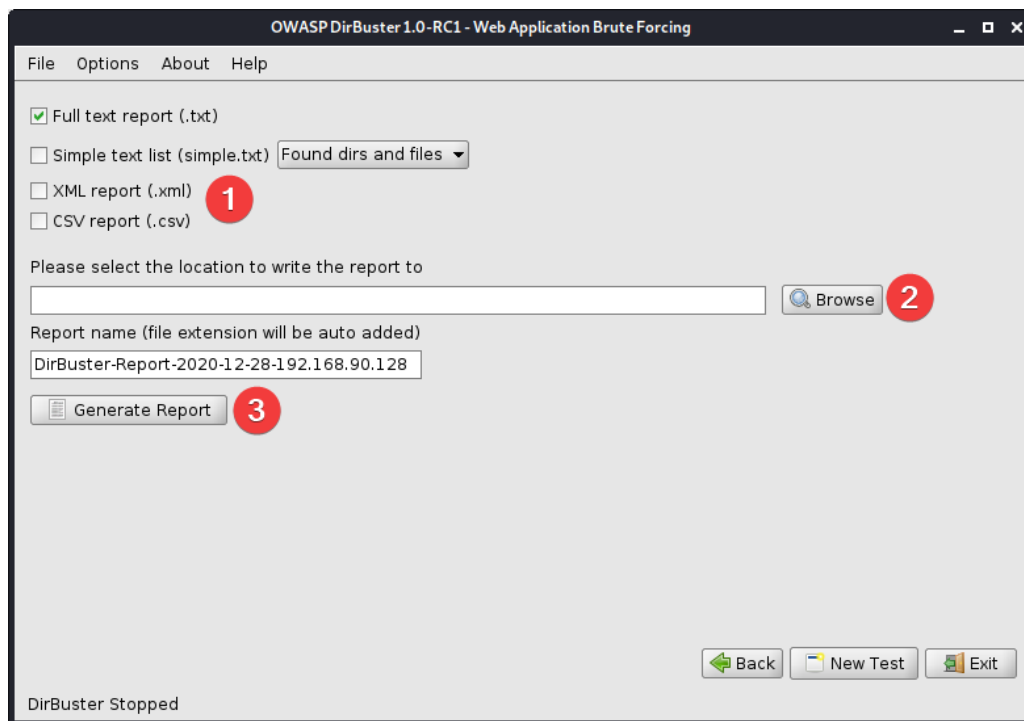 OWASP DirBuster 1.0-RC1 - Web Application Brute Forcing
File Options About Help
Full text report (.txt)
Simple text list (simple.txt) Found dirs and files
XML report (.xml)
1
CSV report (.csv)
Please select the location to write the report to
Browse 2
Report name (file extension will be auto added)
DirBuster-Report-2020-12-28-192.168.90.128
Generate Report 3
Back New Test Exit
DirBuster Stopped